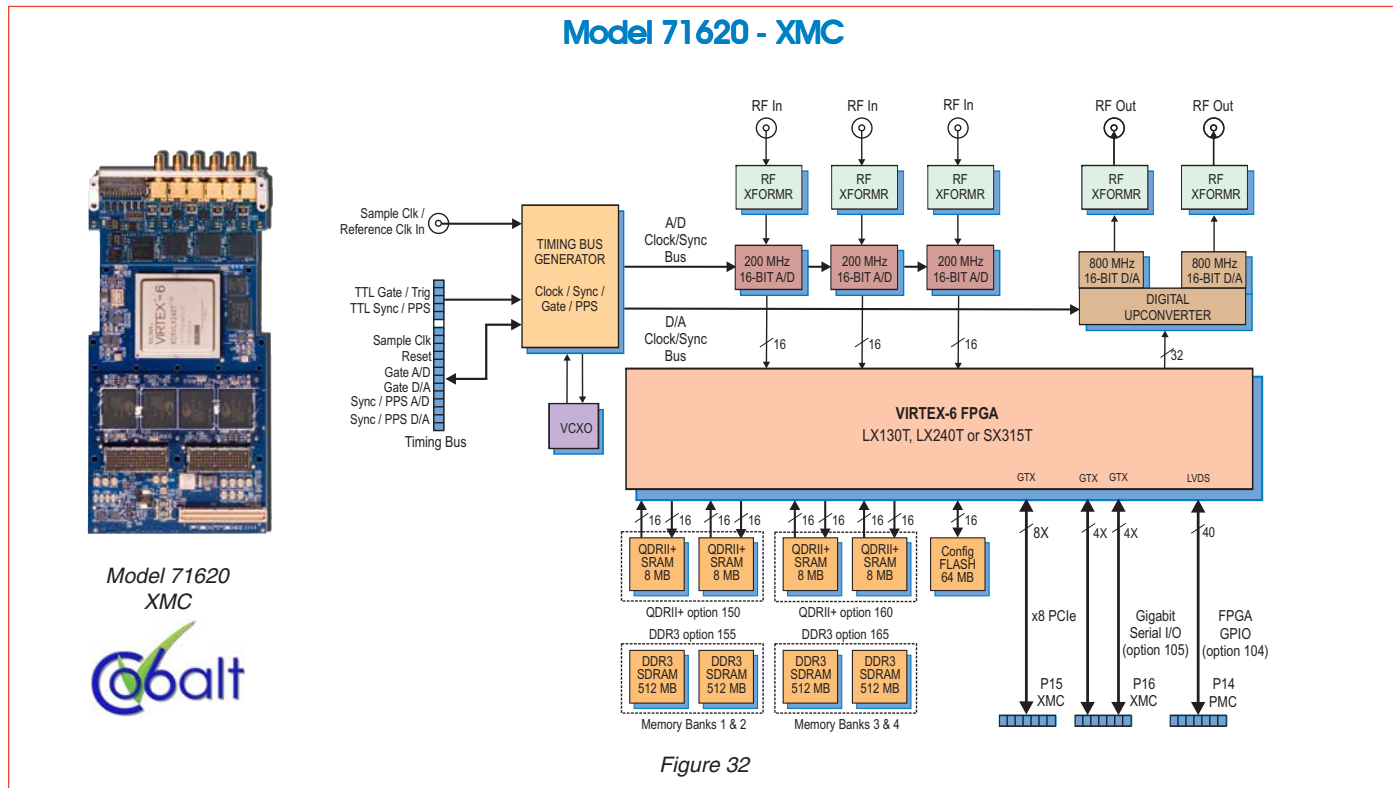 Model 71620 - XMC
RF In
RF In
RF In
RF Out
RF Out
RF
XFORMR
RF
XFORMR
RF
XFORMR
RF
XFORMR
RF
XFORMR
Sample Clk /
Reference Clk In
TIMING BUS
GENERATOR
Clock / Sync /
Gate / PPS
A/D
Clock/Sync
Bus
200 MHz
16-BIT A/D
200 MHz
16-BIT A/D
200 MHz
16-BIT A/D
800 MHz
16-BIT D/A
800 MHz
16-BIT D/A
DIGITAL
UPCONVERTER
TTL Gate / Trig
TTL Sync / PPS
Sample Clk
Reset
Gate A/D
Gate D/A
Sync / PPS A/D
Sync / PPS D/A
Timing Bus
D/A
Clock/Sync
Bus
16
16
16
32
VCXO
VIRTEX-6 FPGA
LX130T, LX240T or SX315T
GTX
GTX
GTX
LVDS
16
16
16
16
16
16
16
16
16
8X
4X
4X
40
QDRII+
SRAM
8 MB
QDRII+
SRAM
8 MB
QDRII+
SRAM
8 MB
QDRII+
SRAM
8 MB
Config
FLASH
64 MB
QDRII+ option 150
QDRII+ option 160
DDR3 option 155
DDR3 option 165
DDR3
SDRAM
512 MB
DDR3
SDRAM
512 MB
DDR3
SDRAM
512 MB
DDR3
SDRAM
512 MB
Memory Banks 1 & 2
Memory Banks 3 & 4
x8 PCIe
Gigabit
Serial I/O
(option 105)
FPGA
GPIO
(option 104)
P15
XMC
P16
XMC
P14
PMC
VIRTEX-6
Model 71620
XMC
Cobalt
Figure 32